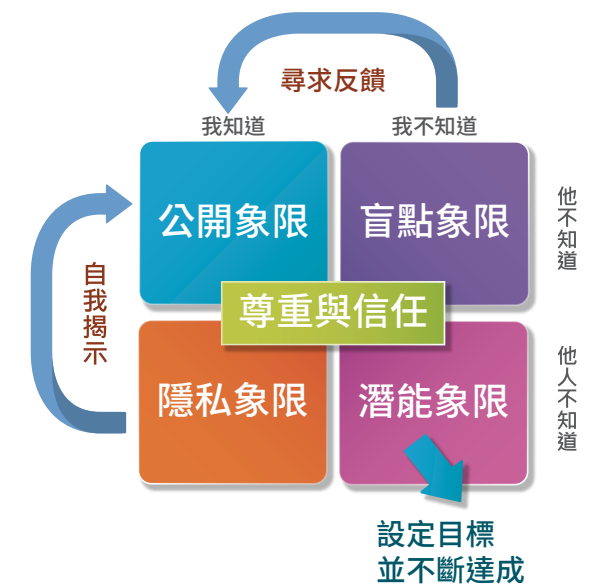 尋求反饋
我知道
我不知道
公開象限
盲點象限
他不知道
自我揭示
尊重與信任
隱私象限
潛能象限
他人不知道
設定目標
並不斷達成